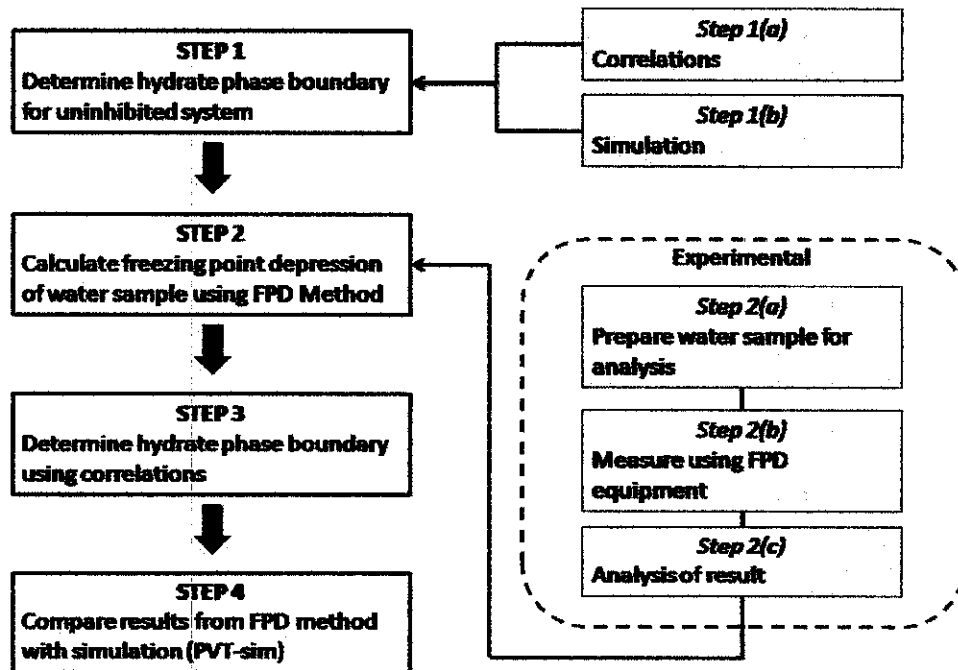 STEP 1
Determine hydrate phase boundary
for uninhibited system
Step 1(a)
Correlations
Step 1(b)
Simulation
STEP 2
Calculate freezing point depression
of water sample using FPD Method
Experimental
Step 2(a)
Prepare water sample for
analysis
Step 2(b)
Measure using FPD
equipment
Step 2(c)
Analysis of result
STEP 3
Determine hydrate phase boundary
using correlations
STEP 4
Compare results from FPD method
with simulation (PVT-sim)